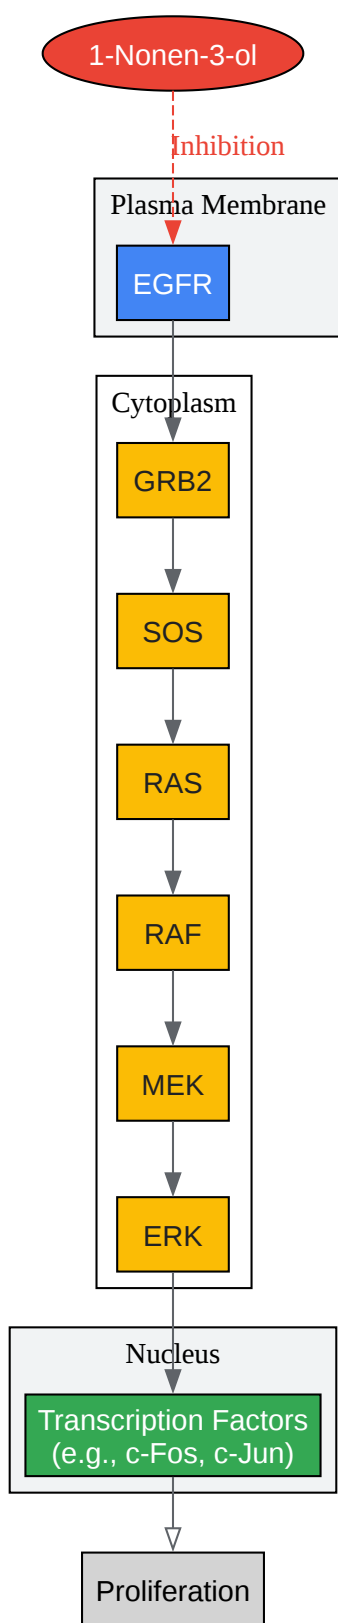 1-Nonen-3-ol
Inhibition
Plasma Membrane
EGFR
Cytoplasm
GRB2
SOS
RAS
RAF
MEK
ERK
Nucleus
Transcription Factors
(e.g., c-Fos, c-Jun)
Proliferation